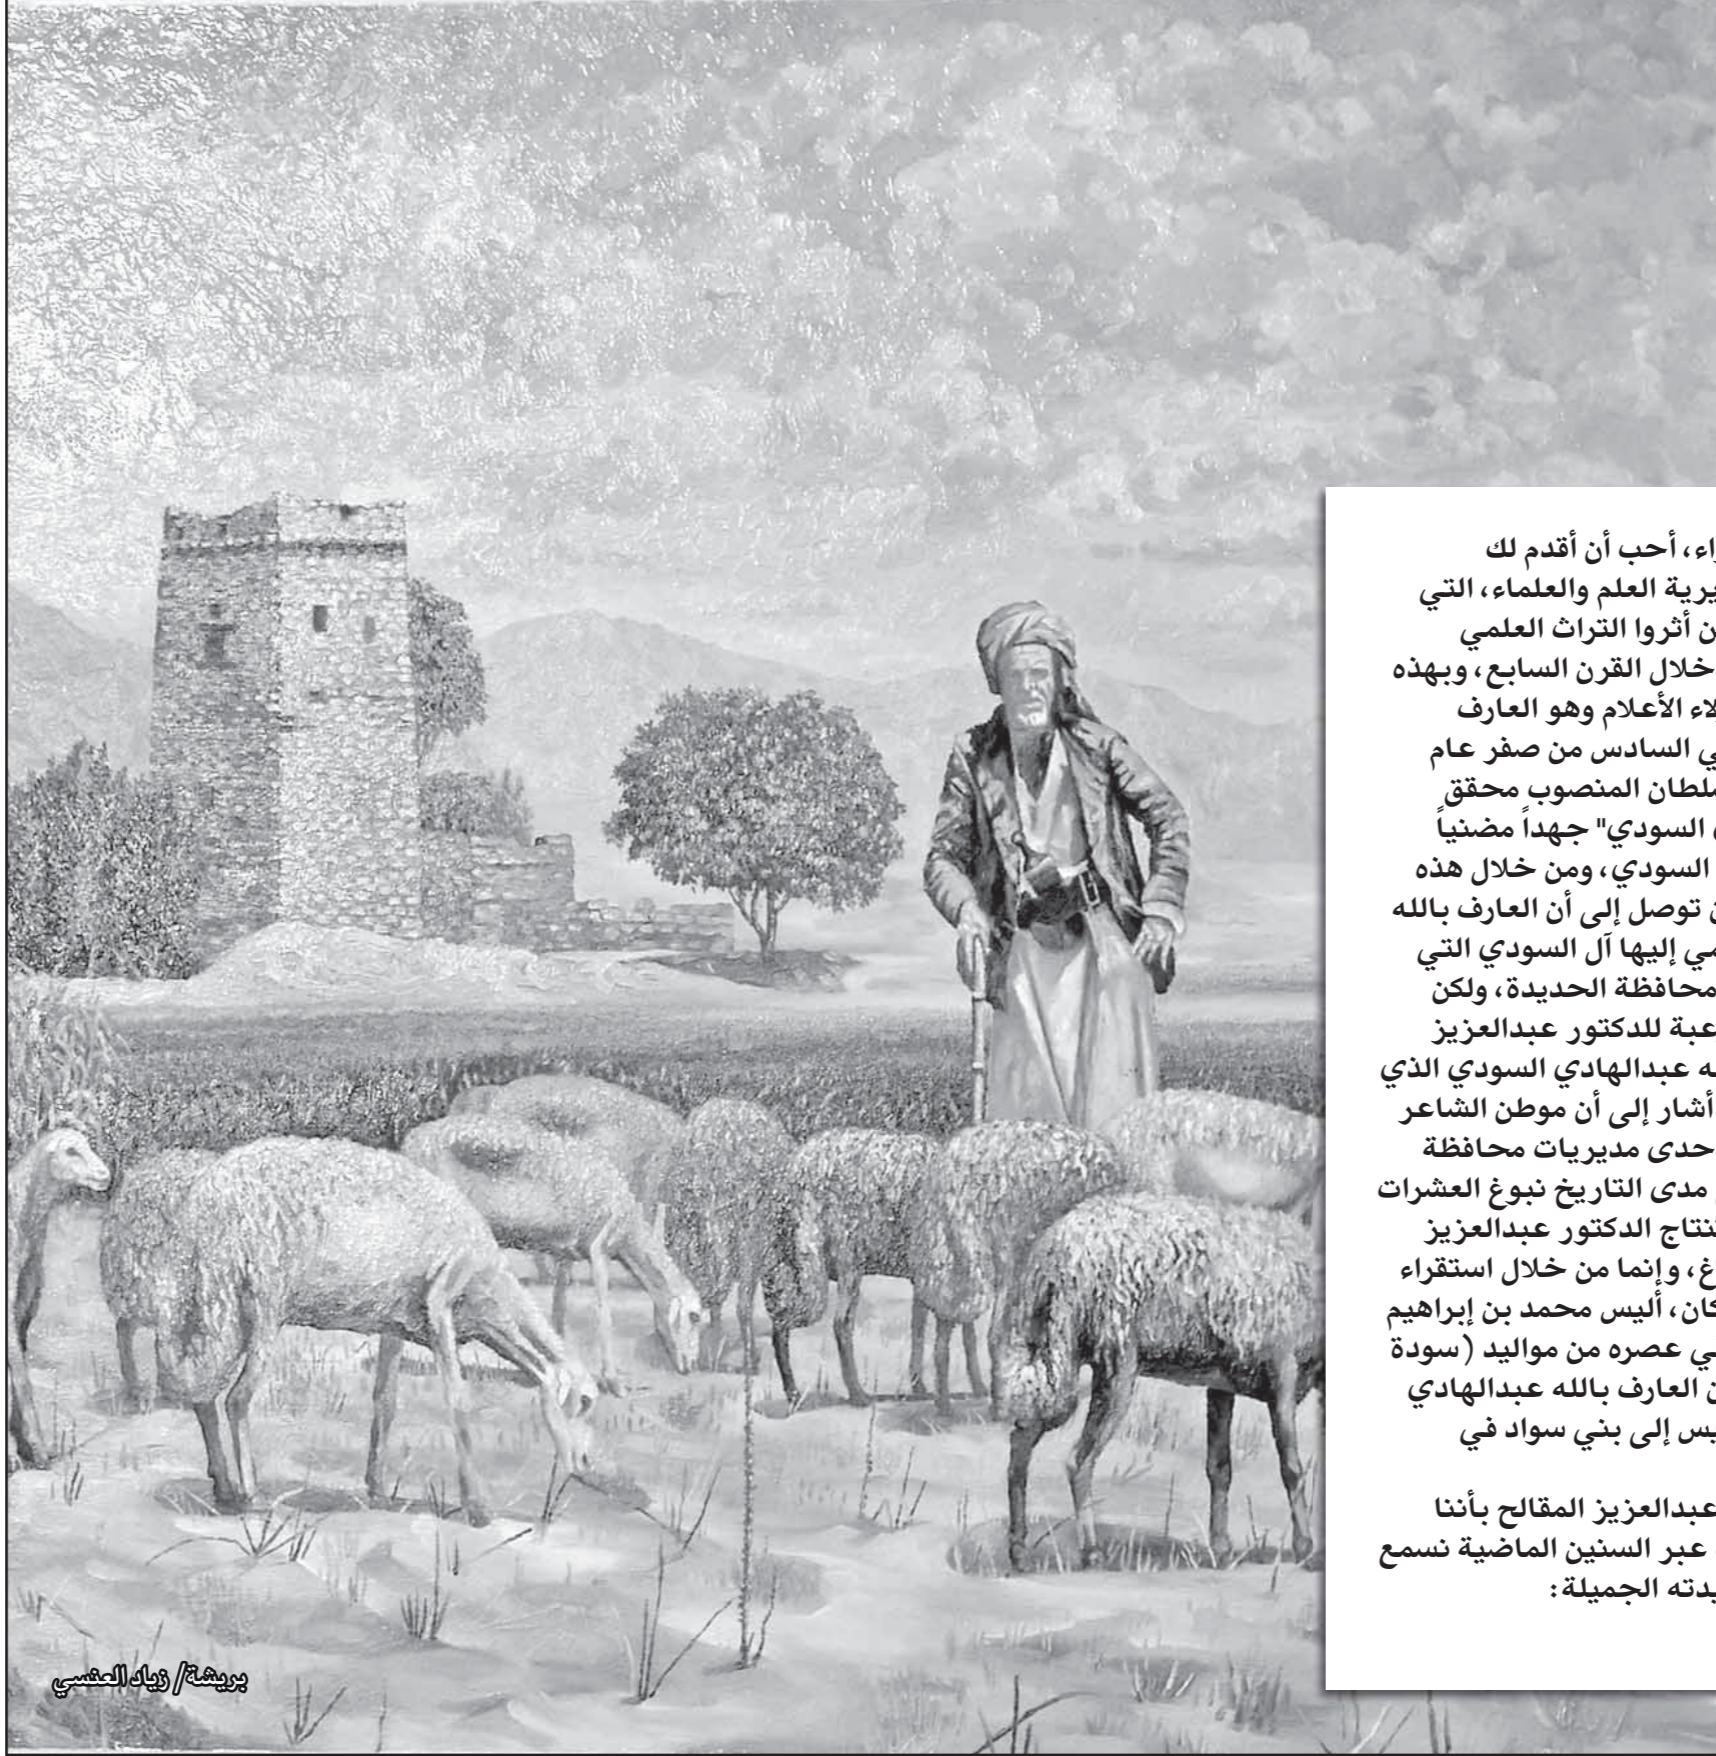 اء، أحب أن أقدم لك
يرية العلم والعلماء، التي
ن أثروا التراث العلمي
خلال القرن السابع، وبهذه
لاء الأعلام وهو العارف
ي السادس من صفر عام
سلطان المنصوب محقق
السودي" جهداً مضنياً
السودي، ومن خلال هذه
ن توصل إلى أن العارف بالله
مي إليها آل السودي التي
محافظة الحديدة، ولكن
عبة للدكتور عبدالعزيز
ه عبدالهادي السودي الذي
أشار إلى أن موطن الشاعر
حدى مديريات محافظة
مدى التاريخ نبوغ العشرات
نتاج الدكتور عبدالعزيز
غ، وإنما من خلال استقراء
كان، أليس محمد بن إبراهيم
ي عصره من مواليد (سودة
ن العارف بالله عبدالهادي
يس إلى بني سواد في
عبدالعزيز المقالح بأننا
عبر السنين الماضية نسمع
يدته الجميلة:
بريشة/ زياد العنسي